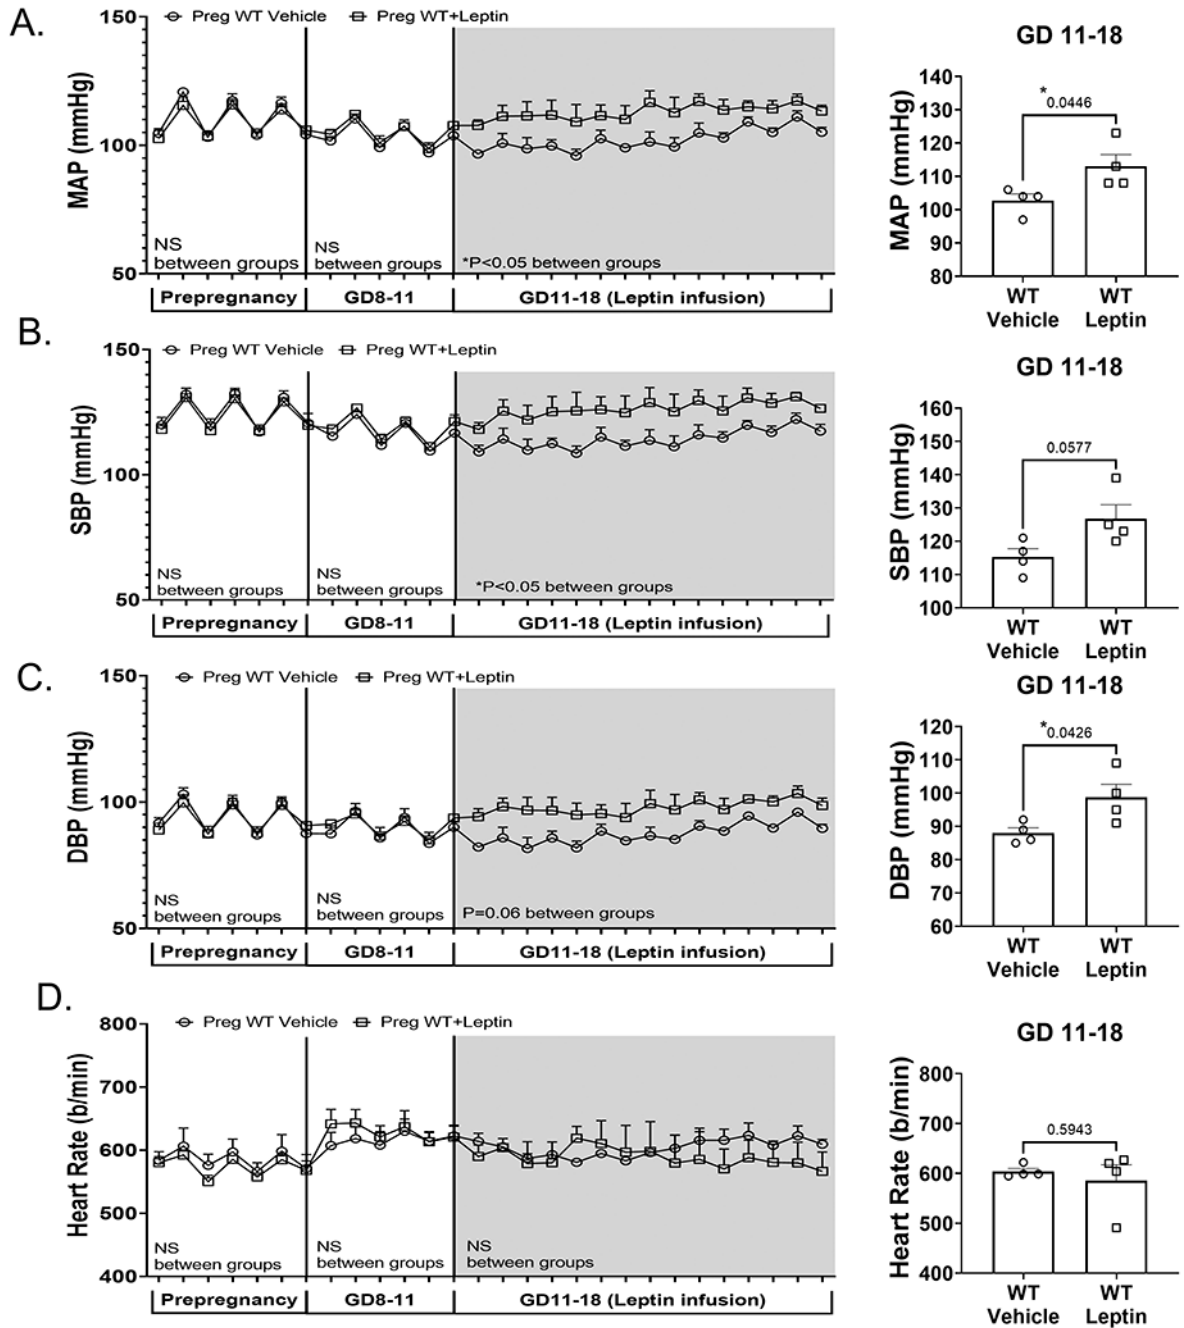 A.
Preg WT Vehicle Preg WT+Leptin
150
100
50
MAP (mmHg)
NS
between groups
NS
between groups
*P<0.05 between groups
Prepregnancy GD8-11 GD11-18 (Leptin infusion)
GD 11-18
140
130
120
110
100
90
80
MAP (mmHg)
*
0.0446
WT
Vehicle
WT
Leptin
B.
Preg WT Vehicle Preg WT+Leptin
150
100
50
SBP (mmHg)
NS
between groups
NS
between groups
*P<0.05 between groups
Prepregnancy GD8-11 GD11-18 (Leptin infusion)
GD 11-18
160
150
140
130
120
110
100
SBP (mmHg)
0.0577
WT
Vehicle
WT
Leptin
C.
Preg WT Vehicle Preg WT+Leptin
150
100
50
DBP (mmHg)
NS
between groups
NS
between groups
P=0.06 between groups
Prepregnancy GD8-11 GD11-18 (Leptin infusion)
GD 11-18
120
110
100
90
80
70
60
DBP (mmHg)
*
0.0426
WT
Vehicle
WT
Leptin
D.
Preg WT Vehicle Preg WT+Leptin
800
700
600
500
400
Heart Rate (b/min)
NS
between groups
NS
between groups
NS
between groups
Prepregnancy GD8-11 GD11-18 (Leptin infusion)
GD 11-18
800
700
600
500
400
Heart Rate (b/min)
0.5943
WT
Vehicle
WT
Leptin